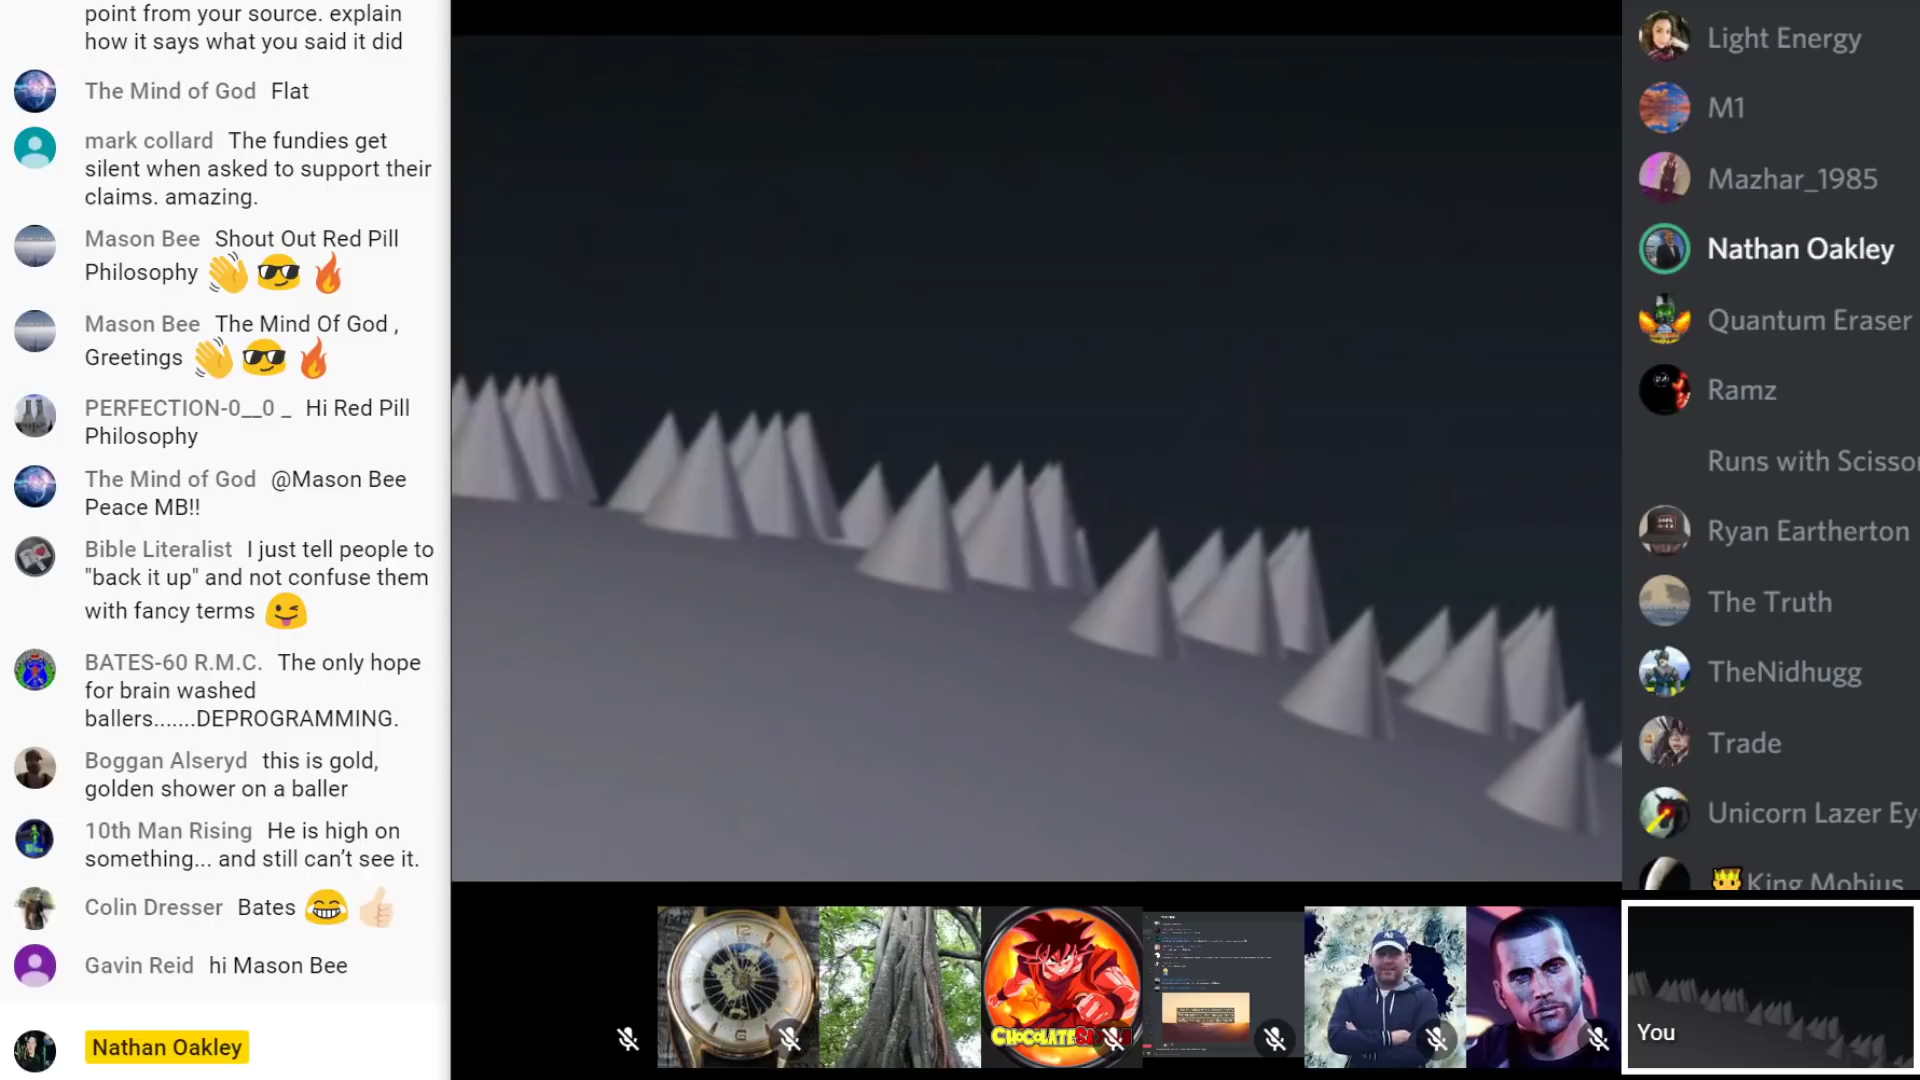 point from your source. explain
how it says what you said it did
The Mind of God Flat
mark collard The fundies get
silent when asked to support their
claims. amazing.
Mason Bee Shout Out Red Pill
Philosophy
Mason Bee The Mind Of God ,
Greetings
PERFECTION-0__0 _ Hi Red Pill
Philosophy
The Mind of God @Mason Bee
Peace MB!!
Bible Literalist I just tell people to
"back it up" and not confuse them
with fancy terms
BATES-60 R.M.C. The only hope
for brain washed
ballers.......DEPROGRAMMING.
Boggan Alseryd this is gold,
golden shower on a baller
10th Man Rising He is high on
something... and still can't see it.
Colin Dresser Bates
Gavin Reid hi Mason Bee
Nathan Oakley
Light Energy
M1
Mazhar_1985
Nathan Oakley
Quantum Eraser
Ramz
Runs with Scisso
Ryan Eartherton
The Truth
TheNidhugg
Trade
Unicorn Lazer Ey
King Mobius
You